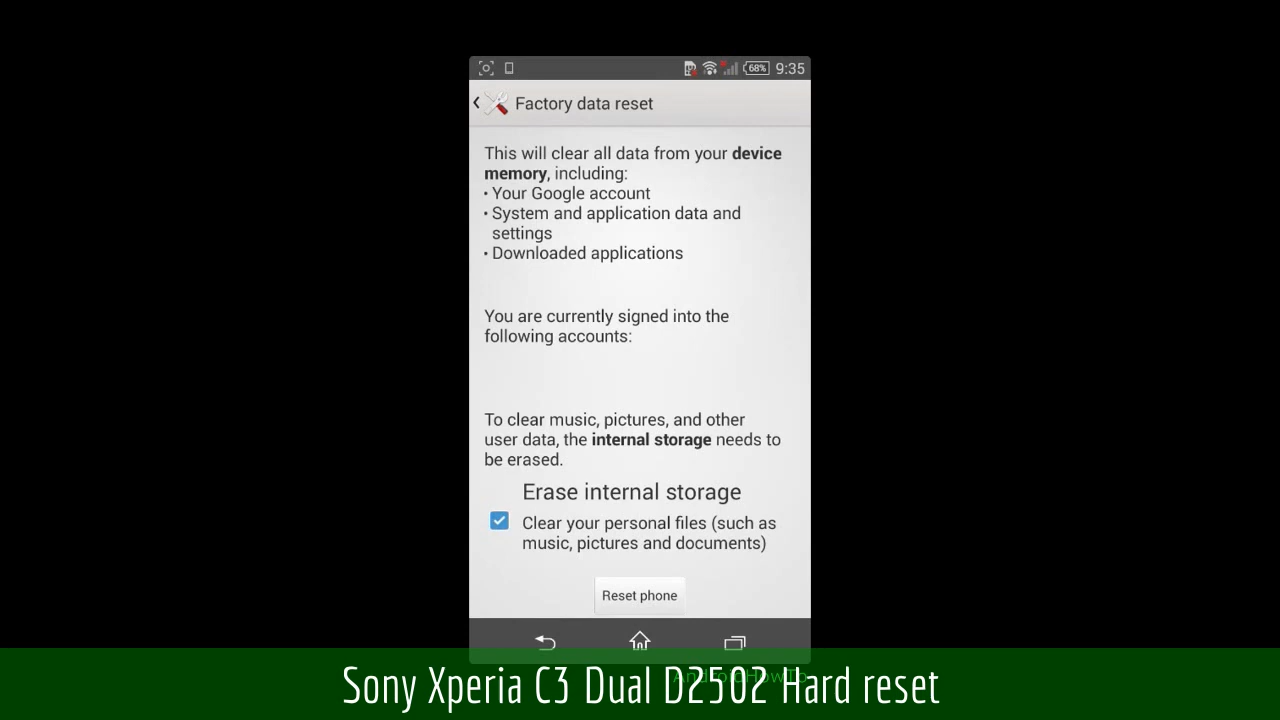 68% 9:35
Factory data reset
This will clear all data from your device
memory, including:
• Your Google account
• System and application data and
settings
• Downloaded applications
You are currently signed into the
following accounts:
To clear music, pictures, and other
user data, the internal storage needs to
be erased.
Erase internal storage
Clear your personal files (such as
music, pictures and documents)
Reset phone
AndroidHowTo
Sony Xperia C3 Dual D2502 Hard reset